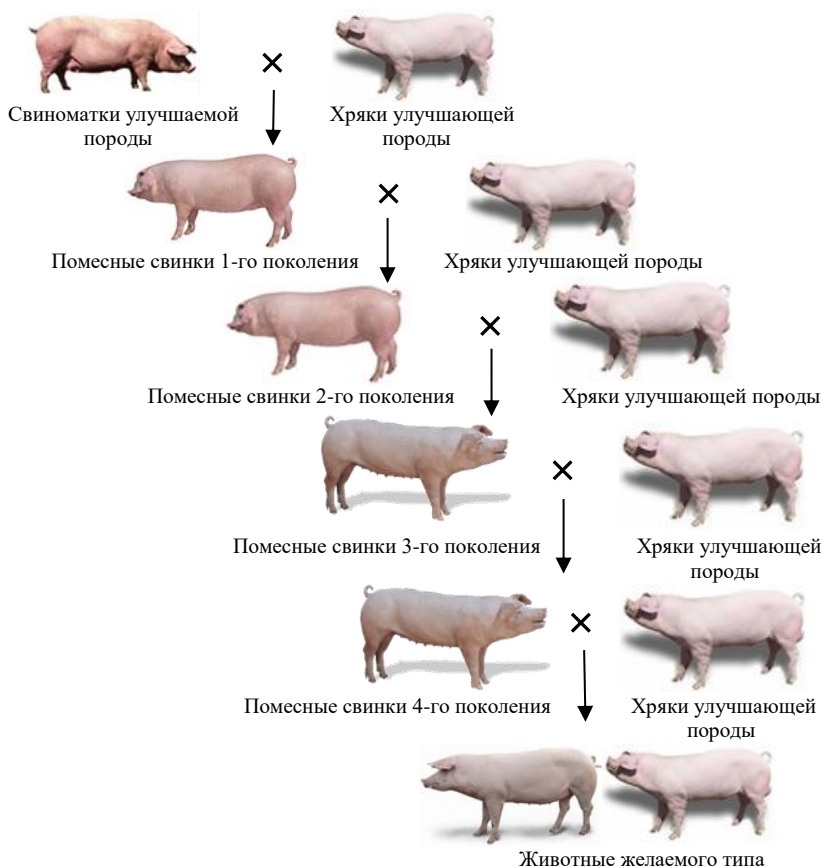 Свиноматки улучшаемой
породы
Хряки улучшающей
породы
Помесные свинки 1-го поколения
Хряки улучшающей породы
Помесные свинки 2-го поколения
Хряки улучшающей породы
Помесные свинки 3-го поколения
Хряки улучшающей
породы
Помесные свинки 4-го поколения
Хряки улучшающей
породы
Животные желаемого типа